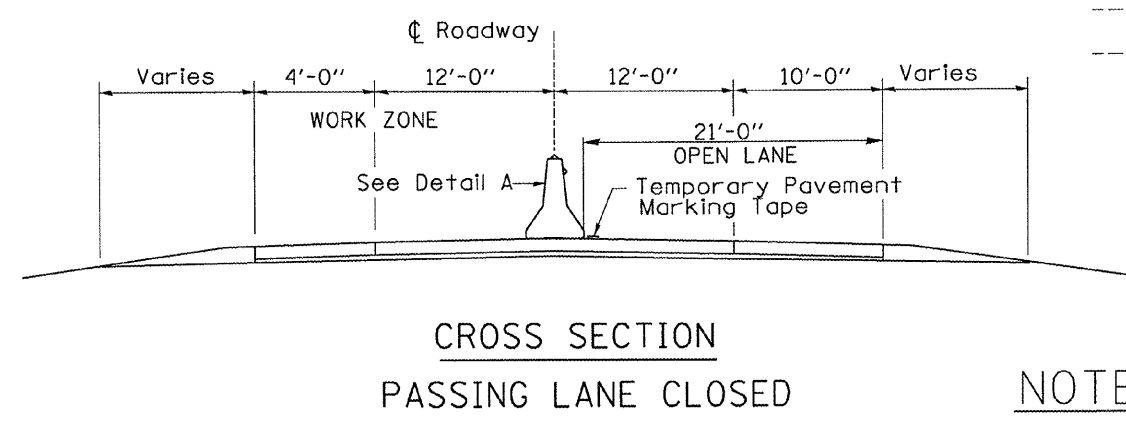 ℄ Roadway
Varies 4'-0" 12'-0" 12'-0" 10'-0" Varies
WORK ZONE
21'-0"
OPEN LANE
See Detail A
Temporary Pavement
Marking Tape
CROSS SECTION
PASSING LANE CLOSED
NOTE